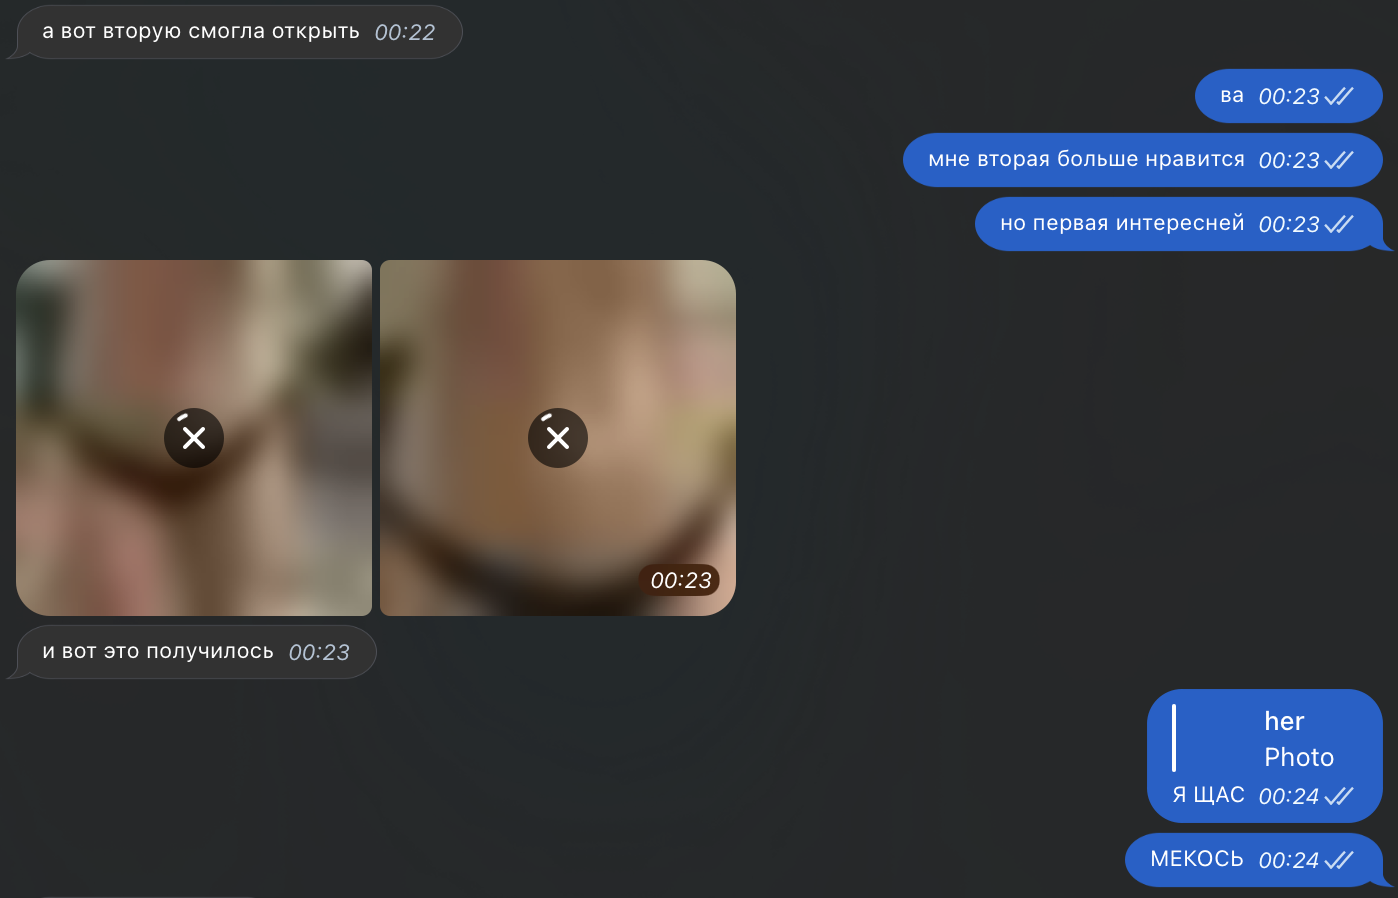 а вот вторую смогла открыть 00:22
ва 00:23
мне вторая больше нравится 00:23
но первая интересней 00:23
00:23
и вот это получилось 00:23
her
Photo
Я ЩАС 00:24
МЕКОСЬ 00:24